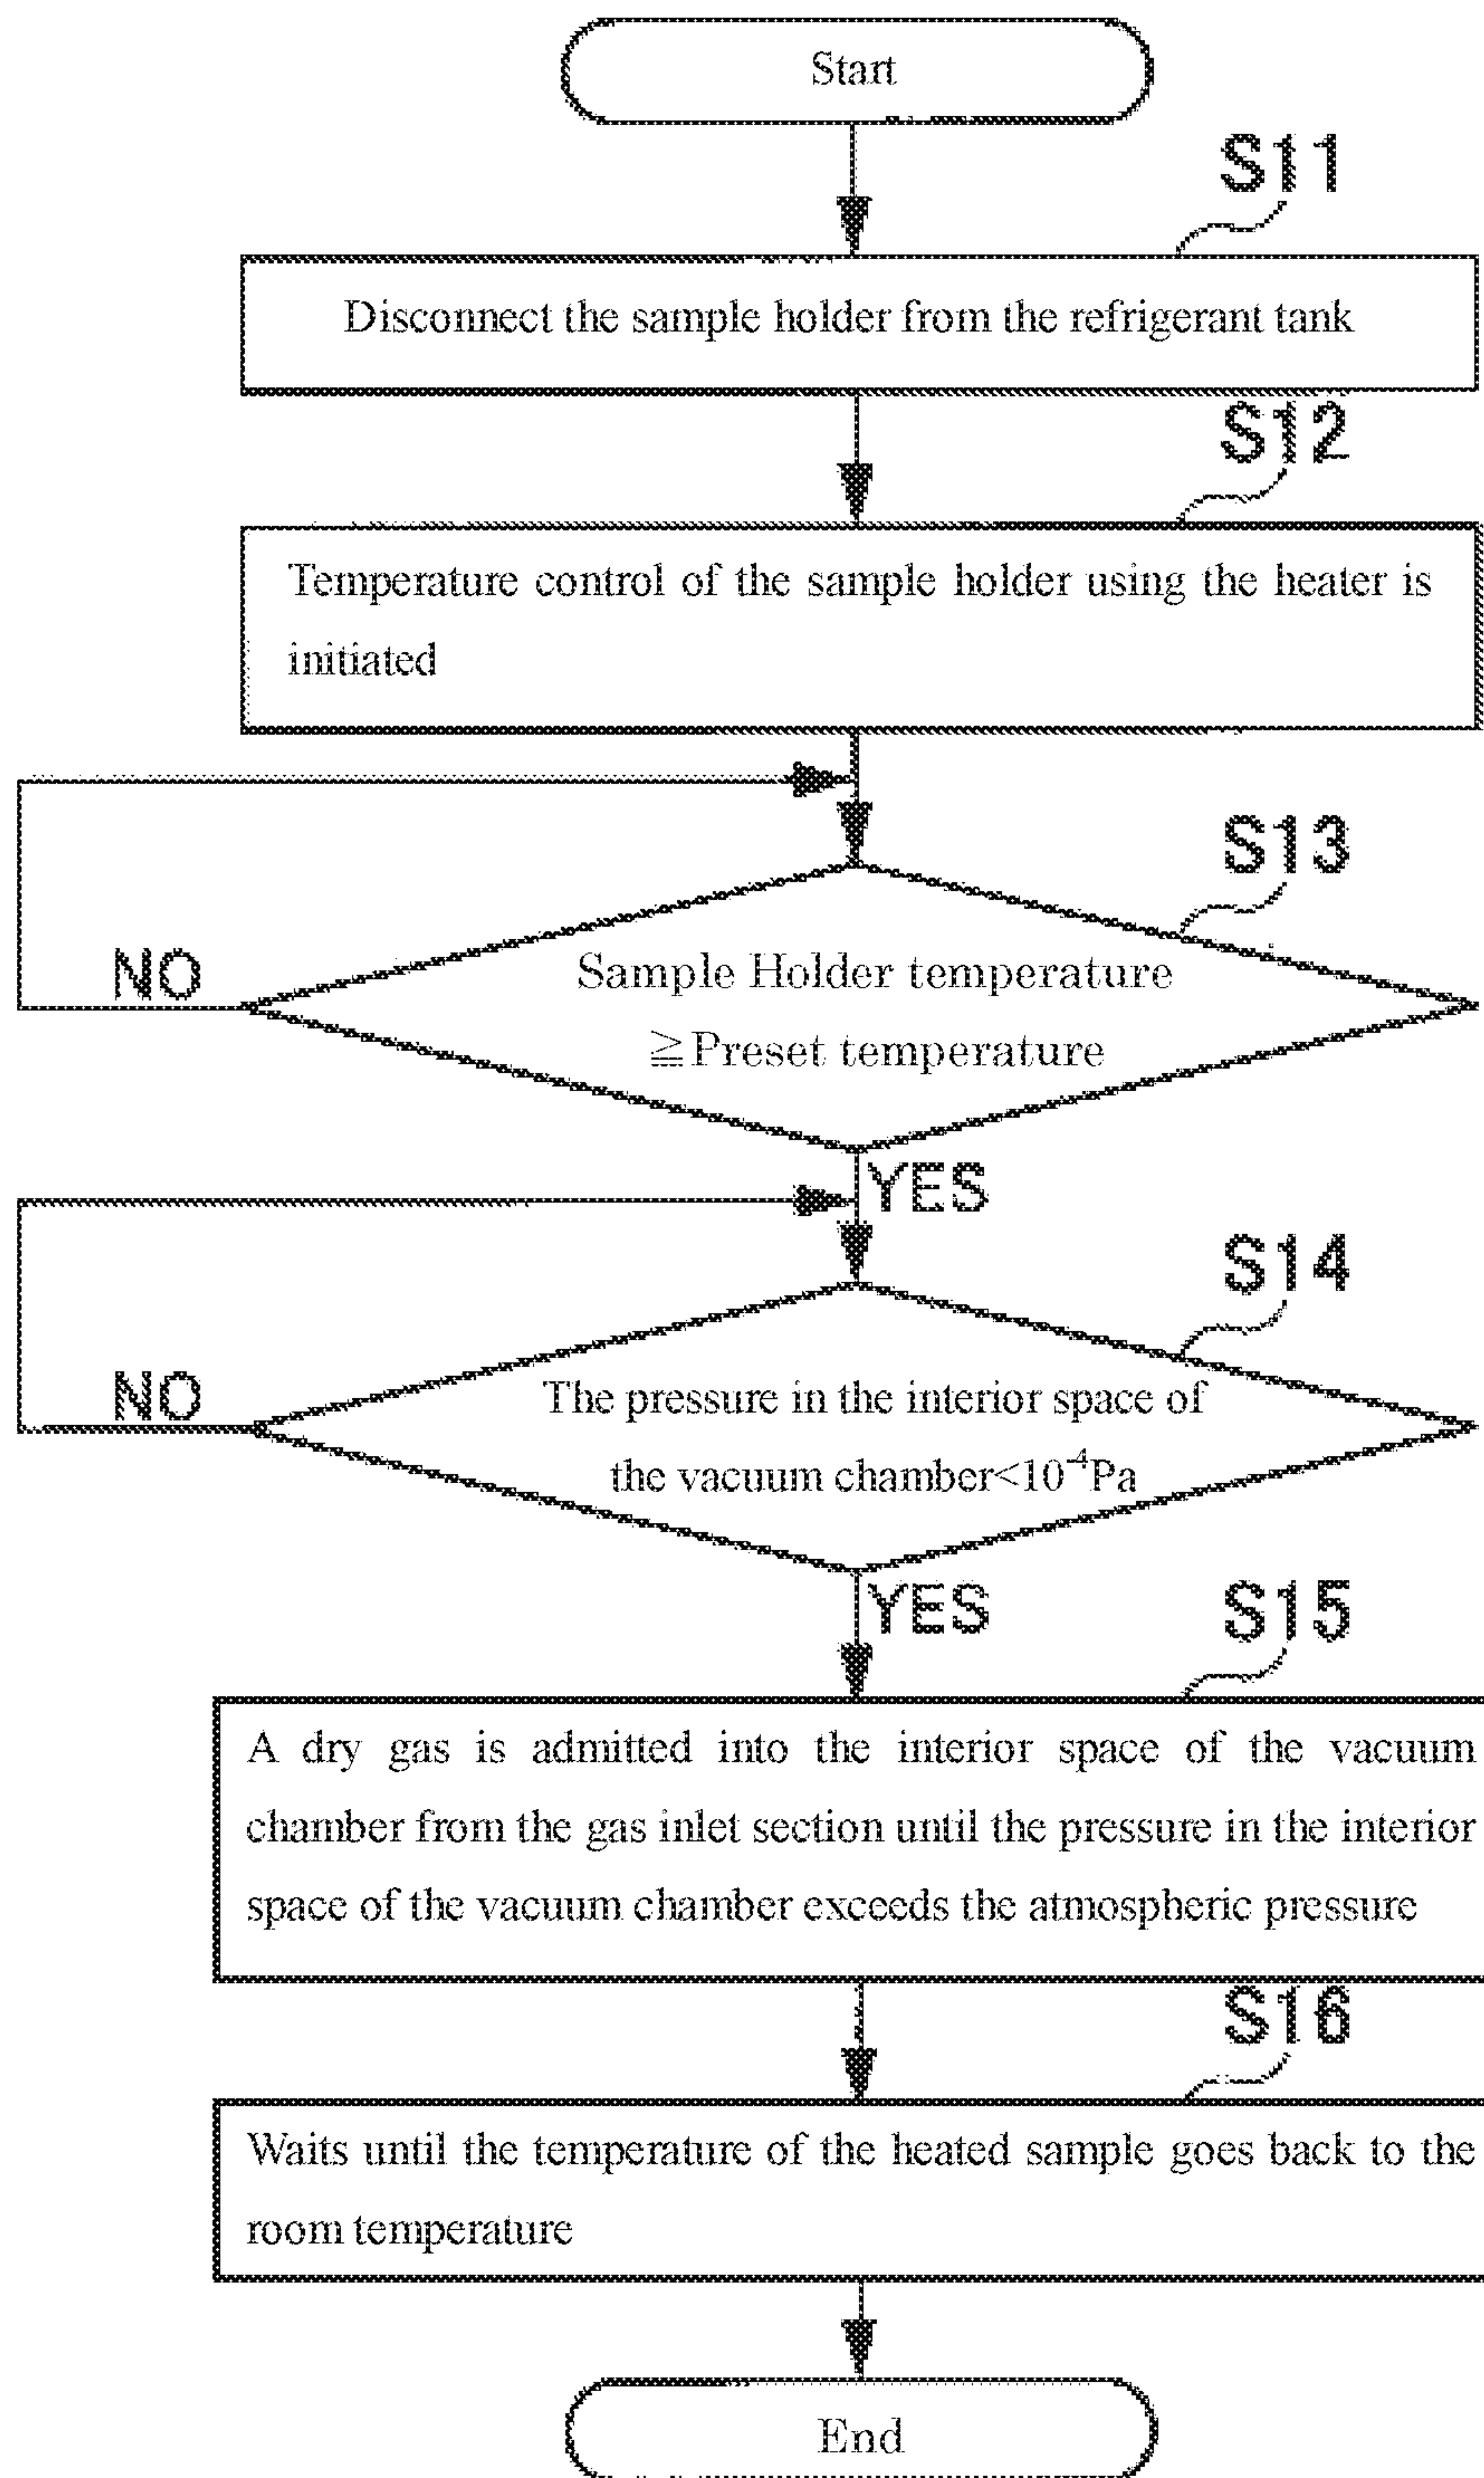 Start
S11
Disconnect the sample holder from the refrigerant tank
S12
Temperature control of the sample holder using the heater is
initiated
S13
NO
Sample Holder temperature
≧Preset temperature
YES
S14
NO
The pressure in the interior space of
the vacuum chamber<10⁻⁴Pa
YES
S15
A dry gas is admitted into the interior space of the vacuum
chamber from the gas inlet section until the pressure in the interior
space of the vacuum chamber exceeds the atmospheric pressure
S16
Waits until the temperature of the heated sample goes back to the
room temperature
End